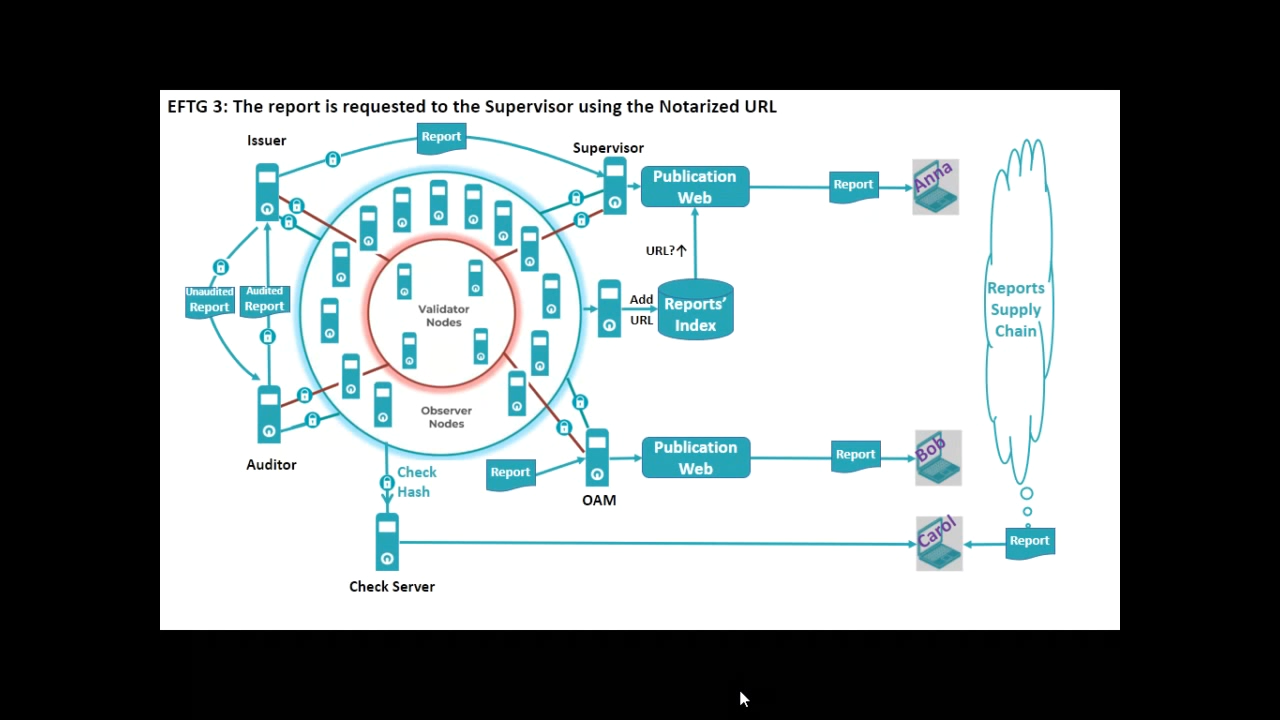 EFTG 3: The report is requested to the Supervisor using the Notarized URL
Issuer
Report
Supervisor
Publication
Web
Report
Anna
URL?↑
Unaudited
Report
Audited
Report
Validator
Nodes
Add
URL
Reports'
Index
Reports
Supply
Chain
Observer
Nodes
Auditor
Check
Hash
Report
OAM
Publication
Web
Report
Bob
Carol
Report
Check Server